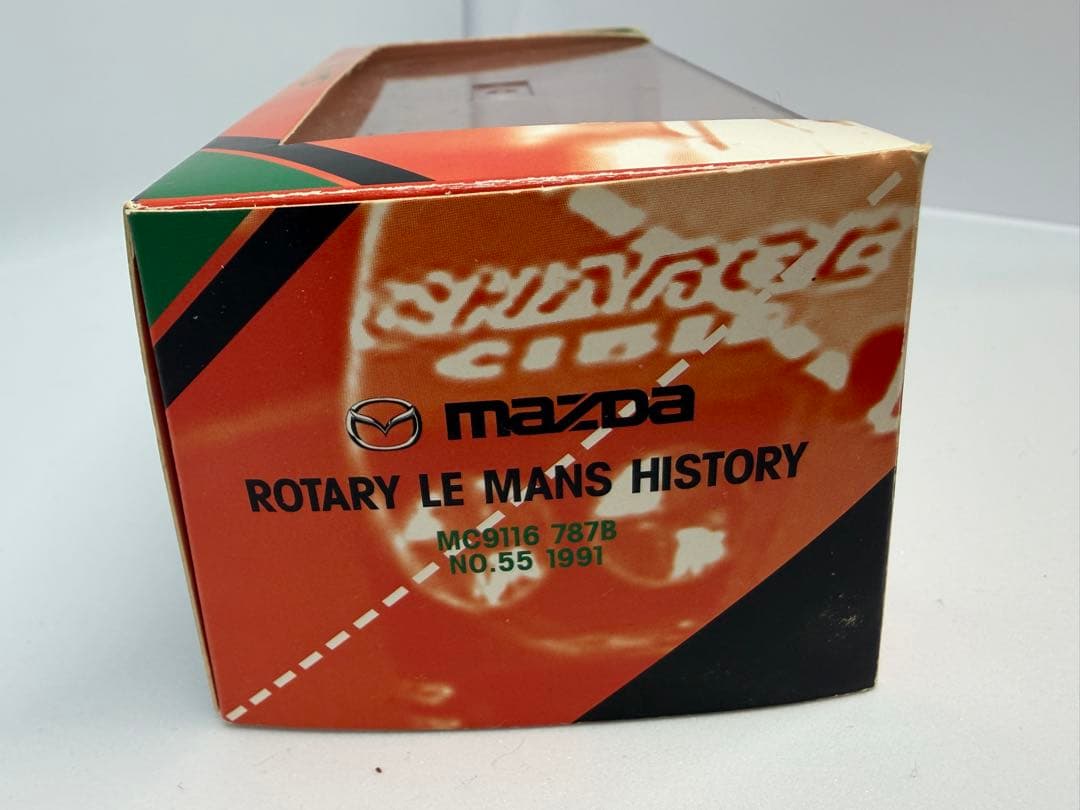 mazda
ROTARY LE MANS HISTORY
MC9116 787B
NO.55 1991